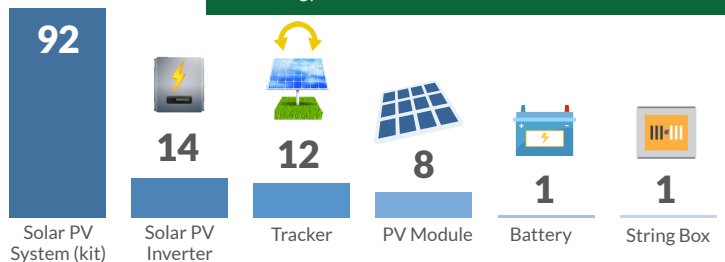 92
14
12
8
1
1
Solar PV
System (kit)
Solar PV
Inverter
Tracker
PV Module
Battery
String Box